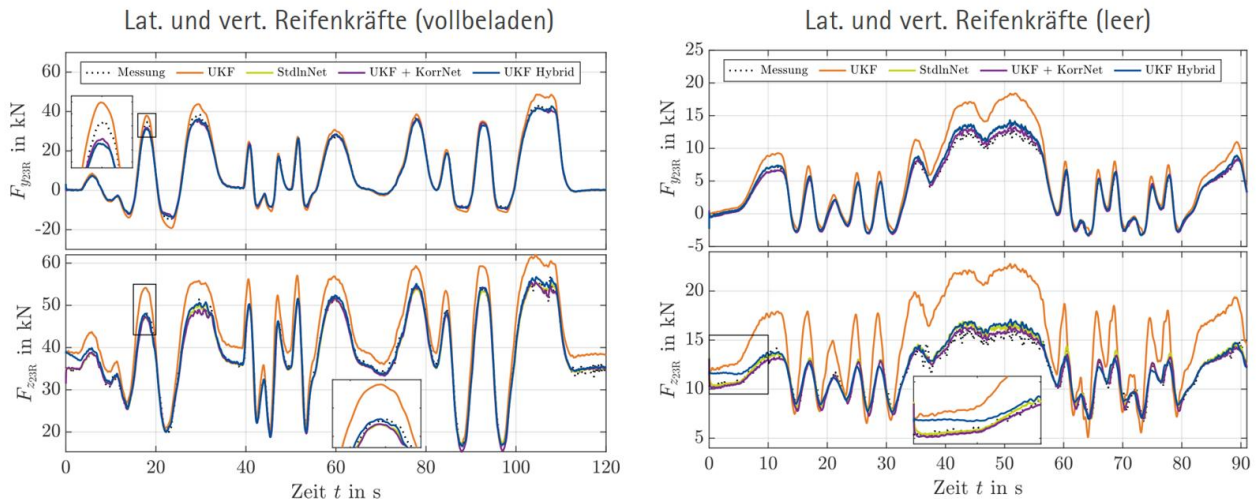 Lat. und vert. Reifenkräfte (vollbeladen)
Messung UKF StdlnNet UKF + KorrNet UKF Hybrid
F_y23R in kN
60
40
20
0
-20
F_z23R in kN
60
50
40
30
20
0 20 40 60 80 100 120
Zeit t in s
Lat. und vert. Reifenkräfte (leer)
Messung UKF StdlnNet UKF + KorrNet UKF Hybrid
F_y23R in kN
25
20
15
10
5
0
-5
F_z23R in kN
20
15
10
5
0 10 20 30 40 50 60 70 80 90
Zeit t in s